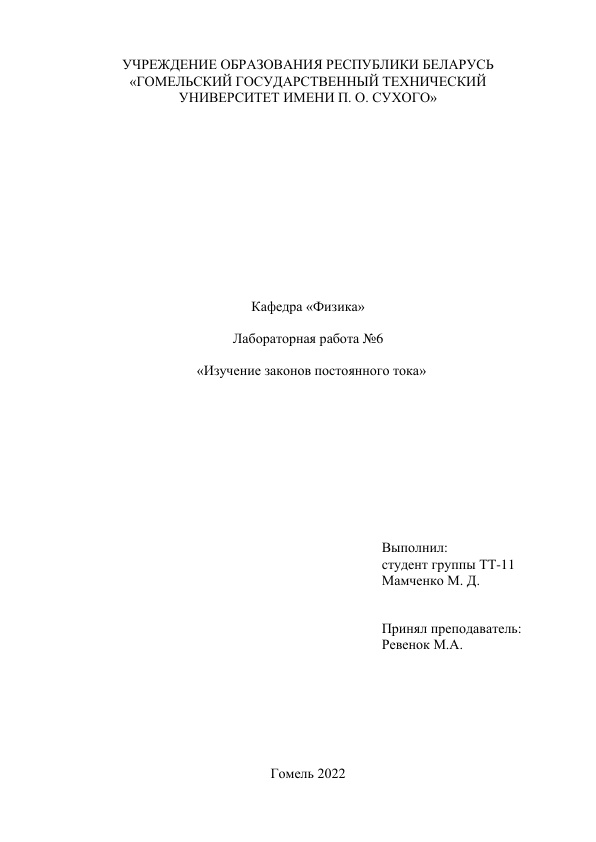 УЧРЕЖДЕНИЕ ОБРАЗОВАНИЯ РЕСПУБЛИКИ БЕЛАРУСЬ
«ГОМЕЛЬСКИЙ ГОСУДАРСТВЕННЫЙ ТЕХНИЧЕСКИЙ
УНИВЕРСИТЕТ ИМЕНИ П. О. СУХОГО»
Кафедра «Физика»
Лабораторная работа №6
«Изучение законов постоянного тока»
Выполнил:
студент группы ТТ-11
Мамченко М. Д.
Принял преподаватель:
Ревенок М.А.
Гомель 2022